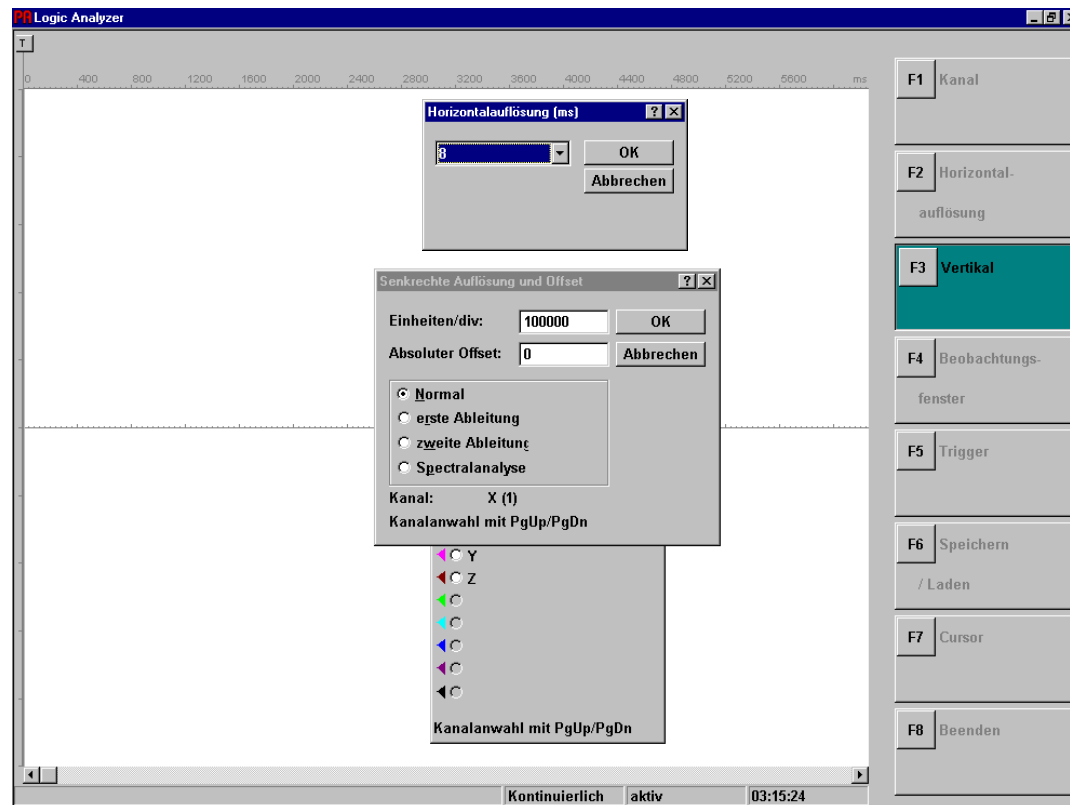 PA Logic Analyzer
T
0 400 800 1200 1600 2000 2400 2800 3200 3600 4000 4400 4800 5200 5600 ms
Horizontalauflösung (ms)
8
OK
Abbrechen
Senkrechte Auflösung und Offset
Einheiten/div: 100000 OK
Absoluter Offset: 0 Abbrechen
Normal
erste Ableitung
zweite Ableitung
Spectralanalyse
Kanal: X (1)
Kanalanwahl mit PgUp/PgDn
Y
Z
Kanalanwahl mit PgUp/PgDn
F1 Kanal
F2 Horizontal-
auflösung
F3 Vertikal
F4 Beobachtungs-
fenster
F5 Trigger
F6 Speichern
/ Laden
F7 Cursor
F8 Beenden
Kontinuierlich aktiv 03:15:24